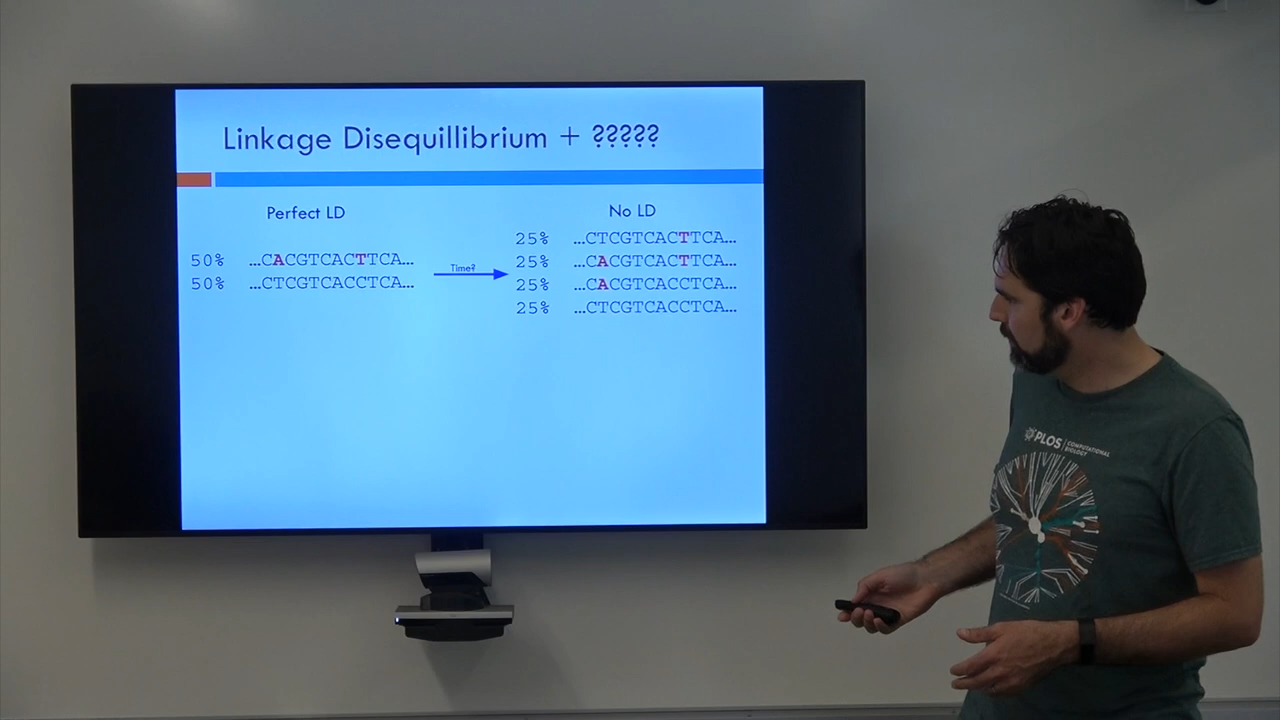 Linkage Disequillibrium + ?????
Perfect LD
50% ...CACGTCACTTCA...
50% ...CTCGTCACCTCA...
Time?
No LD
25% ...CTCGTCACTTCA...
25% ...CACGTCACTTCA...
25% ...CACGTCACCTCA...
25% ...CTCGTCACCTCA...
PLOS | COMPUTATIONAL
BIOLOGY